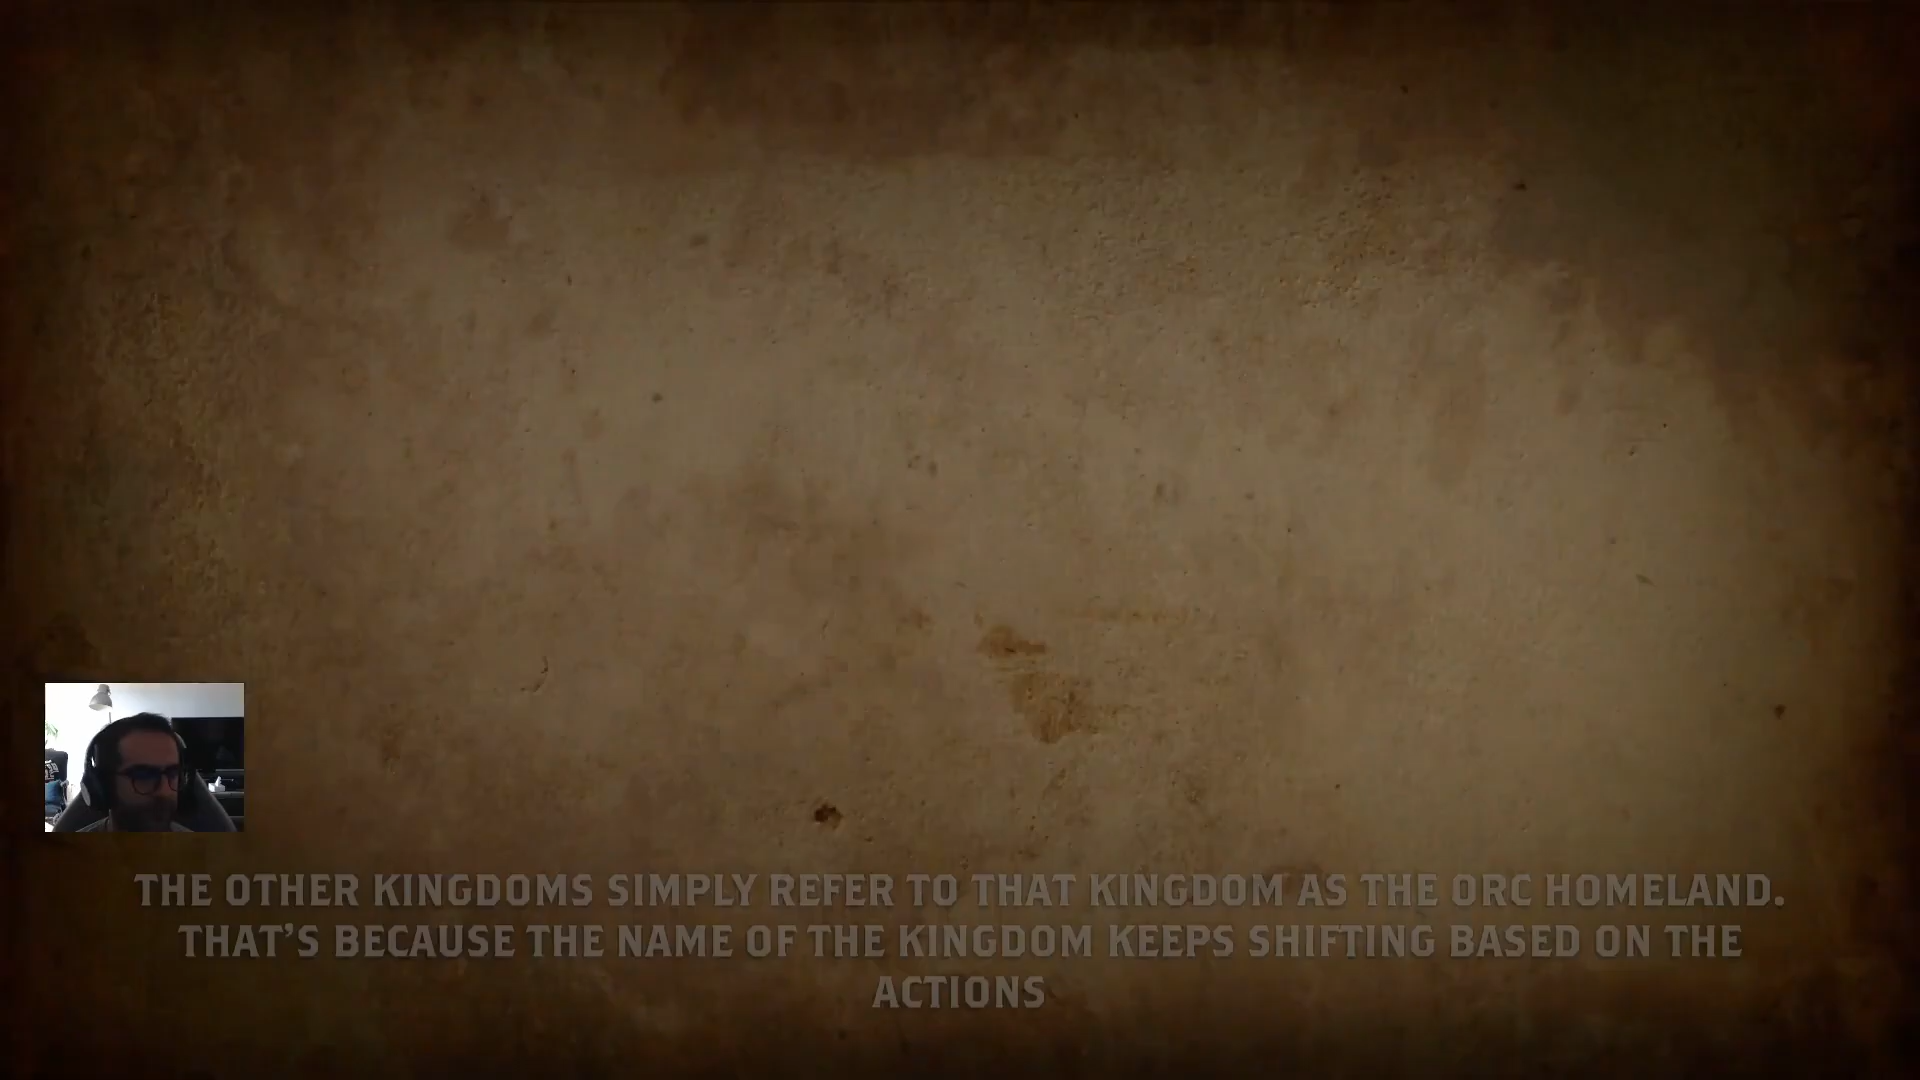 THE OTHER KINGDOMS SIMPLY REFER TO THAT KINGDOM AS THE ORC HOMELAND.
THAT’S BECAUSE THE NAME OF THE KINGDOM KEEPS SHIFTING BASED ON THE
ACTIONS